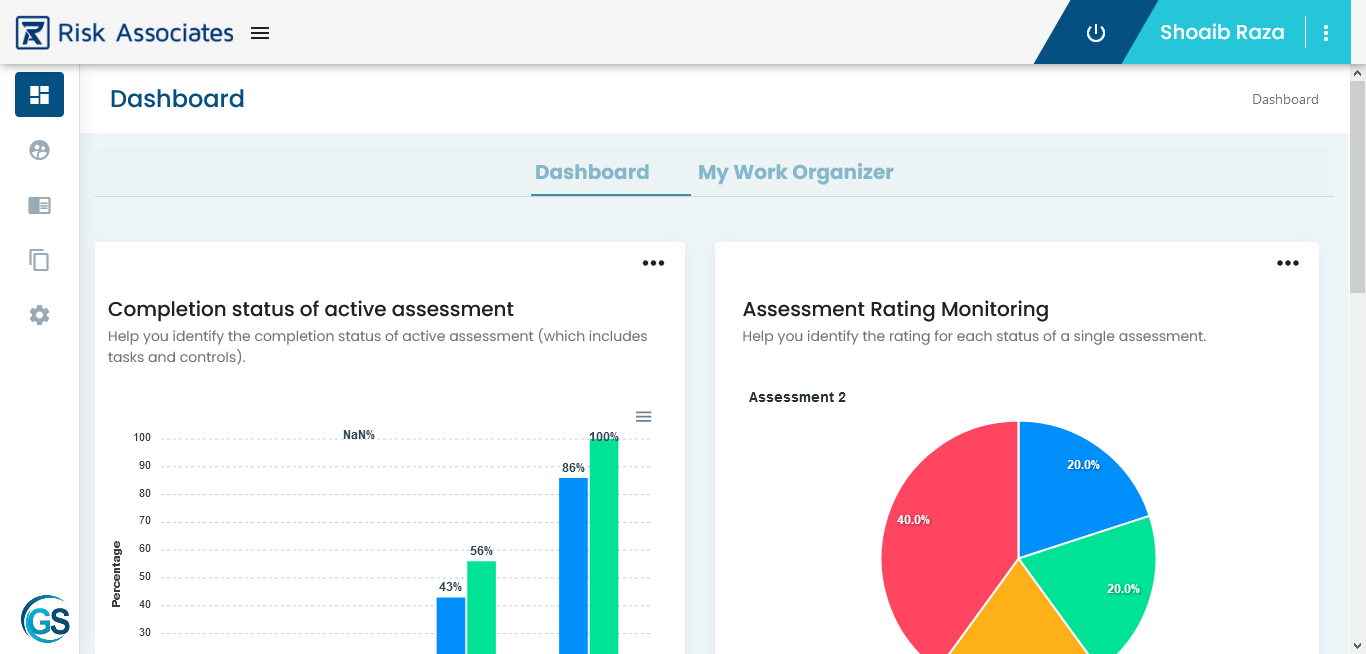 Risk Associates
Shoaib Raza
Dashboard
Dashboard
Dashboard
My Work Organizer
Completion status of active assessment
Help you identify the completion status of active assessment (which includes
tasks and controls).
NaN%
100
90
80
70
60
50
40
30
Percentage
43%
56%
86%
100%
Assessment Rating Monitoring
Help you identify the rating for each status of a single assessment.
Assessment 2
20.0%
40.0%
20.0%
GS